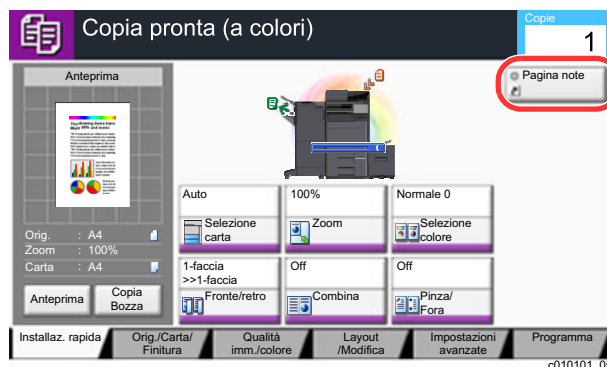 Copia pronta (a colori)
Copie
1
Anteprima
Pagina note
Orig. : A4
Zoom : 100%
Carta : A4
Anteprima
Copia
Bozza
Auto
Selezione
carta
100%
Zoom
Normale 0
Selezione
colore
1-faccia
>>1-faccia
Fronte/retro
Off
Combina
Off
Pinza/
Fora
Installaz. rapida
Orig./Carta/
Finitura
Qualità
imm./colore
Layout
/Modifica
Impostazioni
avanzate
Programma